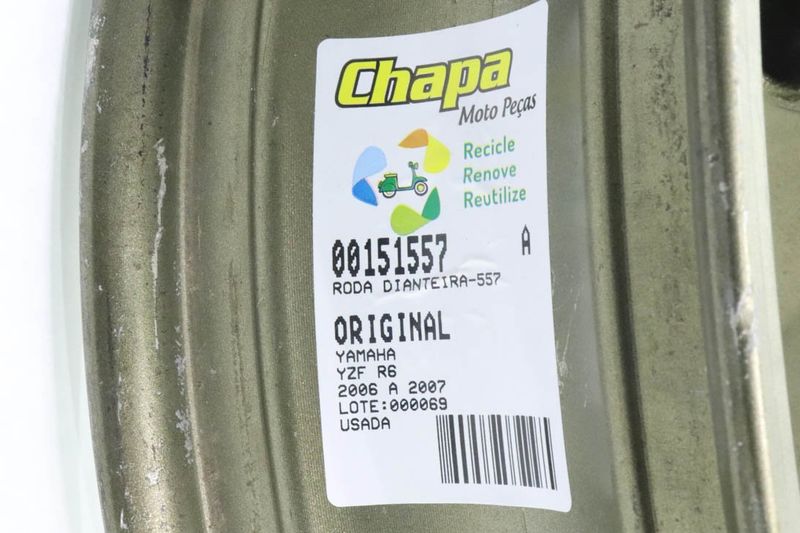 Chapa
Moto Peças
Recicle
Renove
Reutilize
00151557 A
RODA DIANTEIRA-557
ORIGINAL
YAMAHA
YZF R6
2006 A 2007
LOTE:000069
USADA